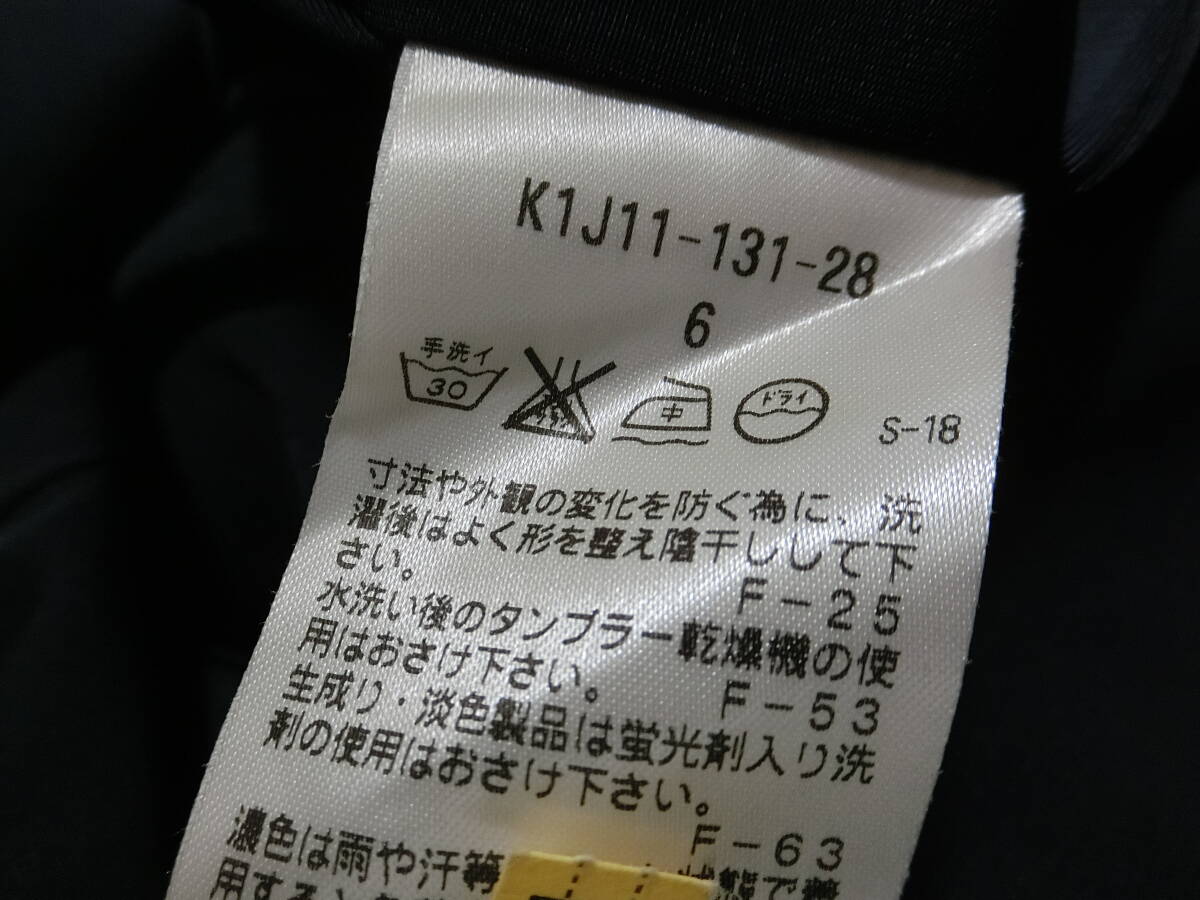 K1J11-131-28
6
手洗イ
30
中
ドライ
S-18
寸法や外観の変化を防ぐ為に、洗
濯後はよく形を整え陰干しして下
さい。
F-25
水洗い後のタンブラー乾燥機の使
用はおさけ下さい。
F-53
生成り・淡色製品は蛍光剤入り洗
剤の使用はおさけ下さい。
F-63
濃色は雨や汗等
用すると